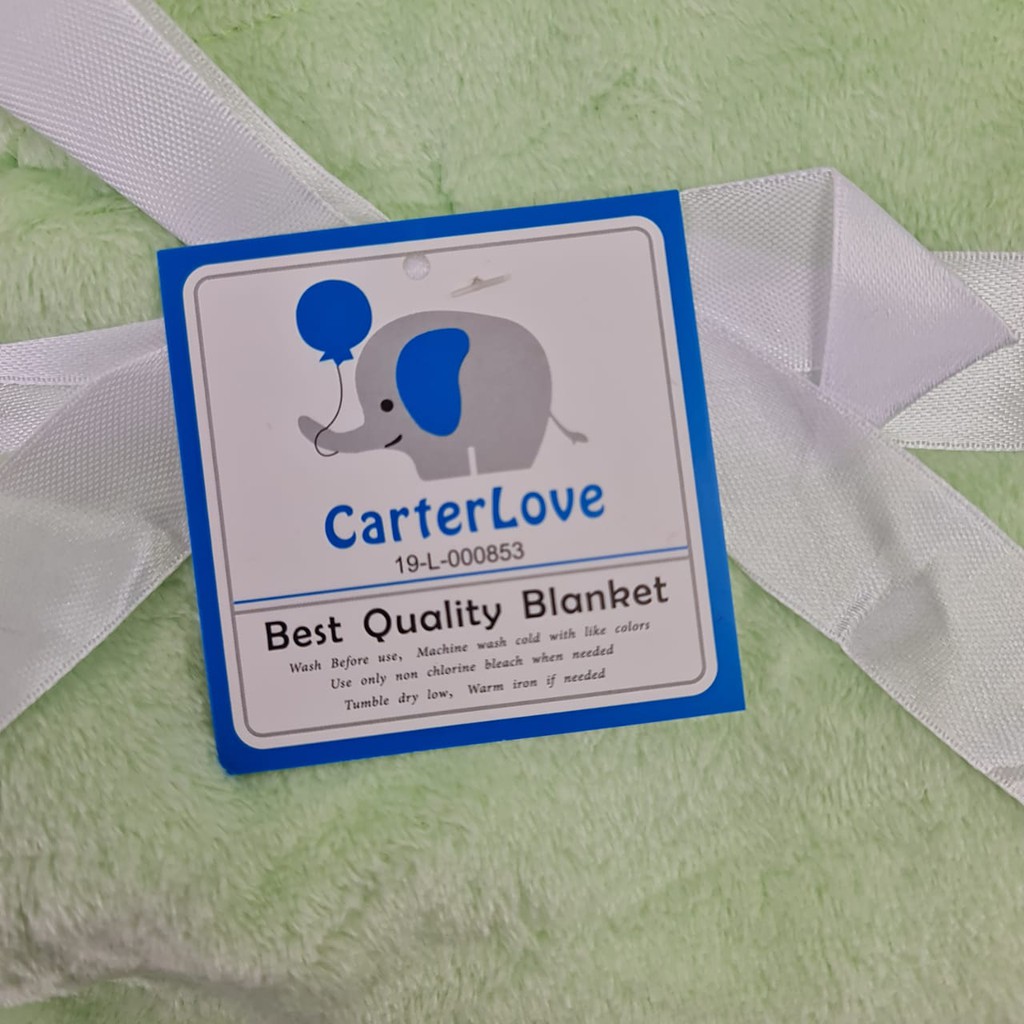 CarterLove
19-L-000853
Best Quality Blanket
Wash Before use, Machine wash cold with like colors
Use only non chlorine bleach when needed
Tumble dry low, Warm iron if needed